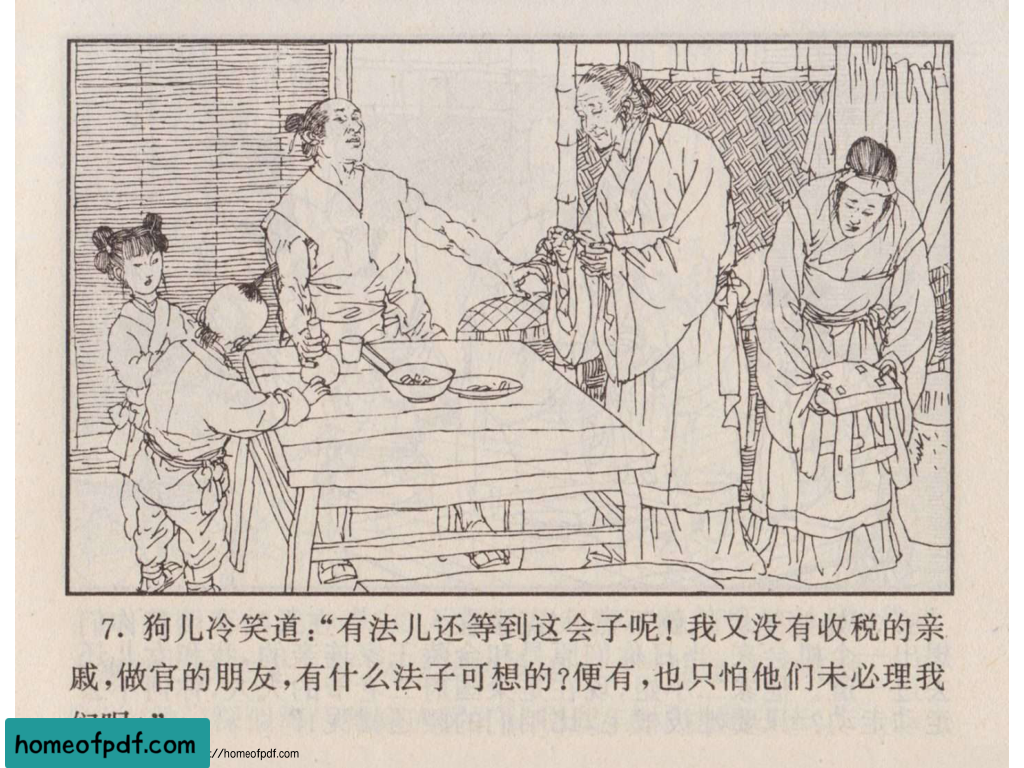 7. 狗儿冷笑道:“有法儿还等到这会子呢! 我又没有收税的亲
戚,做官的朋友,有什么法子可想的?便有,也只怕他们未必理我
们呢!”
homeofpdf.com
://homeofpdf.com